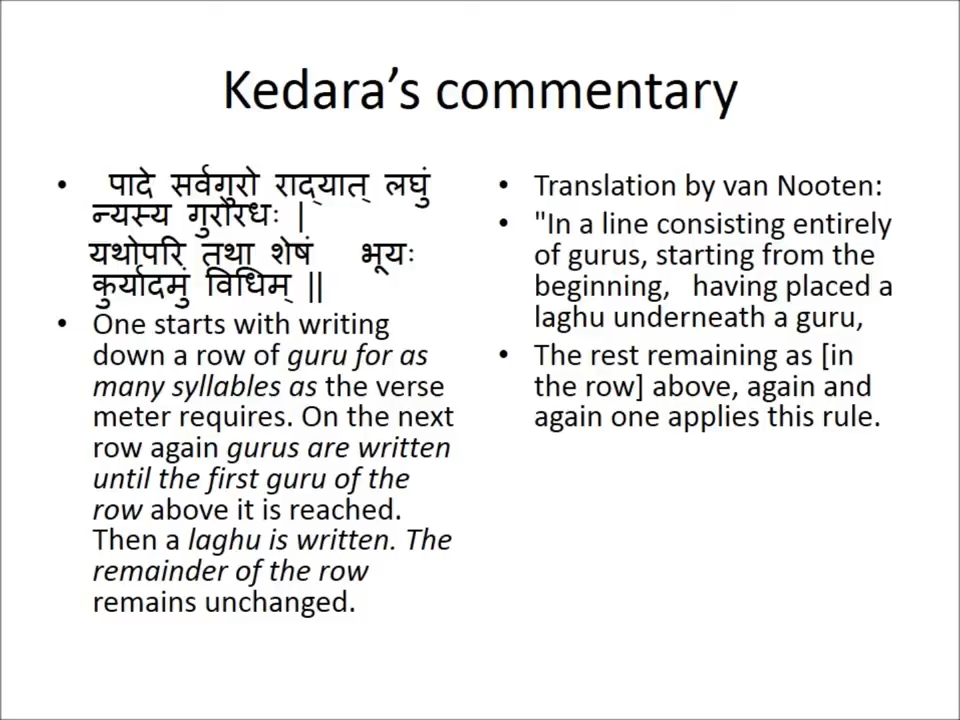 Kedara's commentary
• पादे सर्वगुरो राद्‌यात् लघुं
न्यस्य गुरोरधः |
यथोपरि तथा शेषं भूयः
कुर्यादमुं विधिम् ||
• One starts with writing
down a row of guru for as
many syllables as the verse
meter requires. On the next
row again gurus are written
until the first guru of the
row above it is reached.
Then a laghu is written. The
remainder of the row
remains unchanged.
• Translation by van Nooten:
• "In a line consisting entirely
of gurus, starting from the
beginning, having placed a
laghu underneath a guru,
• The rest remaining as [in
the row] above, again and
again one applies this rule.